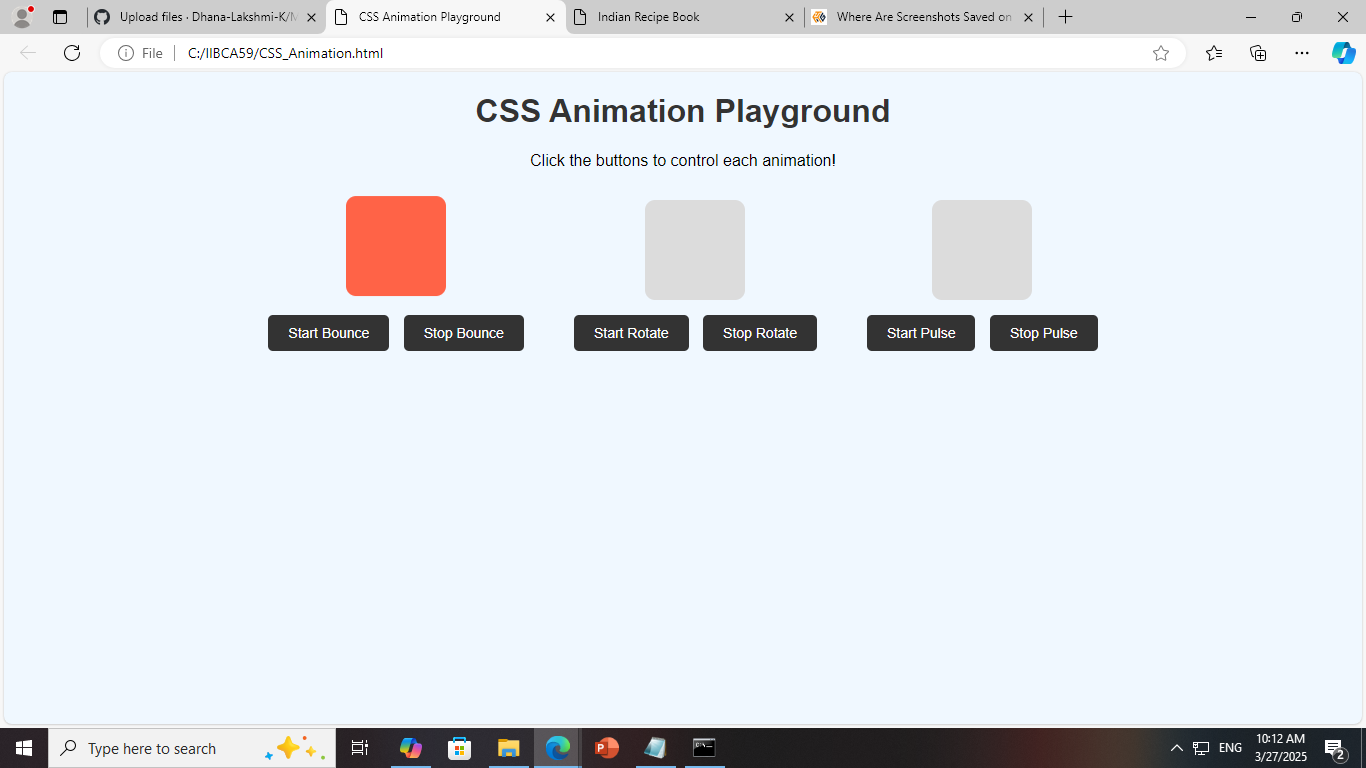 Upload files · Dhana-Lakshmi-K/M
CSS Animation Playground
Indian Recipe Book
Where Are Screenshots Saved on
File
C:/IIBCA59/CSS_Animation.html
CSS Animation Playground
Click the buttons to control each animation!
Start Bounce Stop Bounce Start Rotate Stop Rotate Start Pulse Stop Pulse
Type here to search
ENG
10:12 AM
3/27/2025
2